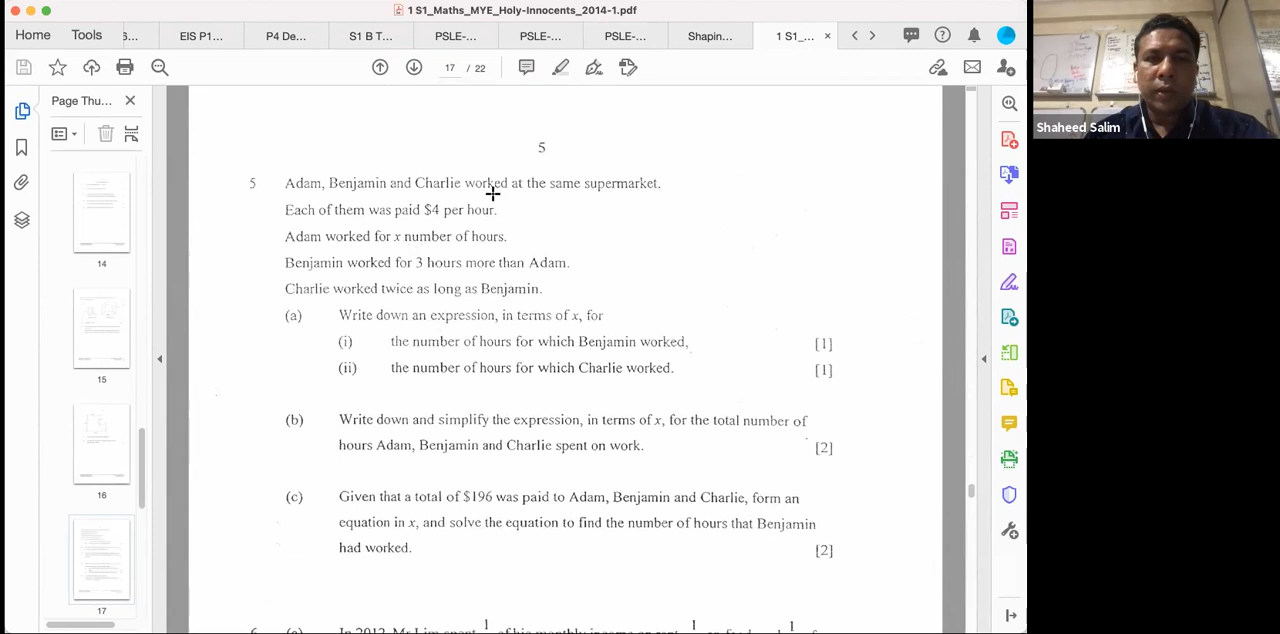 1 S1_Maths_MYE_Holy-Innocents_2014-1.pdf
Home Tools S... EIS P1... P4 De... S1 B T... PSLE-... PSLE-... PSLE-... Shapin... 1 S1_... ×
17 22
Page Thu... ×
14
15
16
17
5
5 Adam, Benjamin and Charlie worked at the same supermarket.
Each of them was paid $4 per hour.
Adam worked for x number of hours.
Benjamin worked for 3 hours more than Adam.
Charlie worked twice as long as Benjamin.
(a) Write down an expression, in terms of x, for
(i) the number of hours for which Benjamin worked, [1]
(ii) the number of hours for which Charlie worked. [1]
(b) Write down and simplify the expression, in terms of x, for the total number of
hours Adam, Benjamin and Charlie spent on work. [2]
(c) Given that a total of $196 was paid to Adam, Benjamin and Charlie, form an
equation in x, and solve the equation to find the number of hours that Benjamin
had worked. [2]
Shaheed Salim